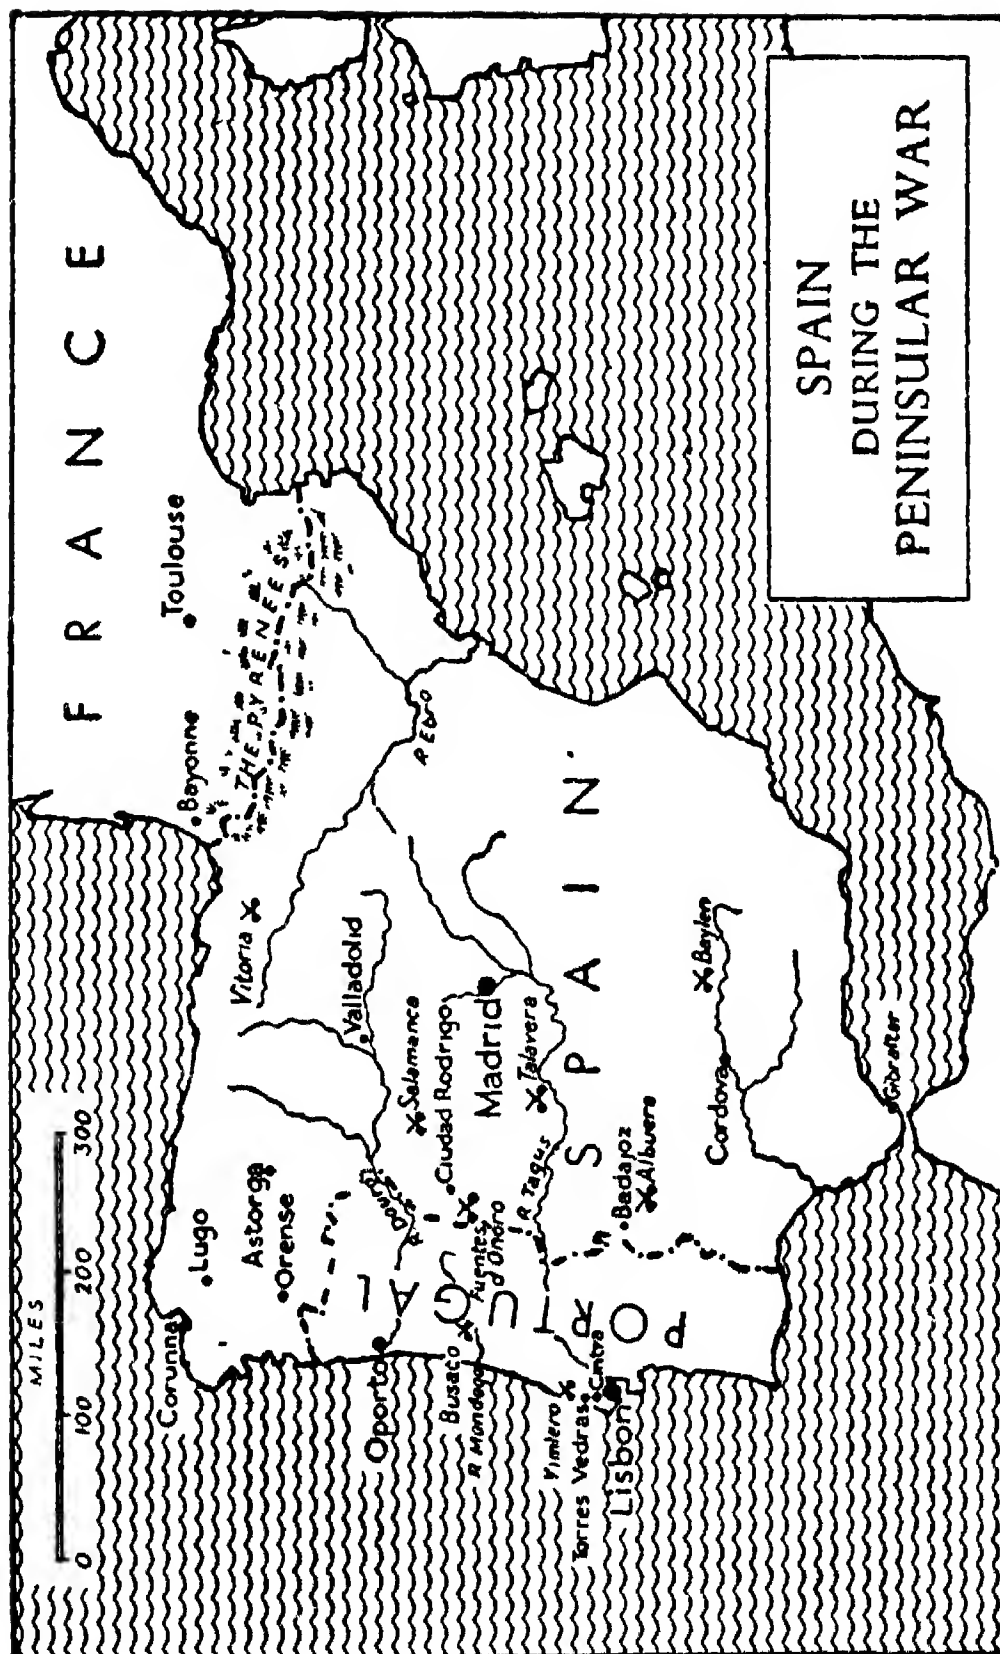 SPAIN
DURING THE
PENINSULAR WAR
MILES
0 100 200 300
FRANCE
Toulouse
Bayonne
THE PYRENEES
R Ebro
Vitoria
Valladolid
Corunna
Lugo
Astorga
Orense
R Douro
Oporto
Salamanca
Ciudad Rodrigo
Madrid
Talavera
Busaco
R Mondego
Fuentes
d'Onoro
R Tagus
Vimiero
Torres Vedras
Cintra
Lisbon
PORTUGAL
SPAIN
Badajoz
Albuera
Baylen
Cordova
Gibraltar